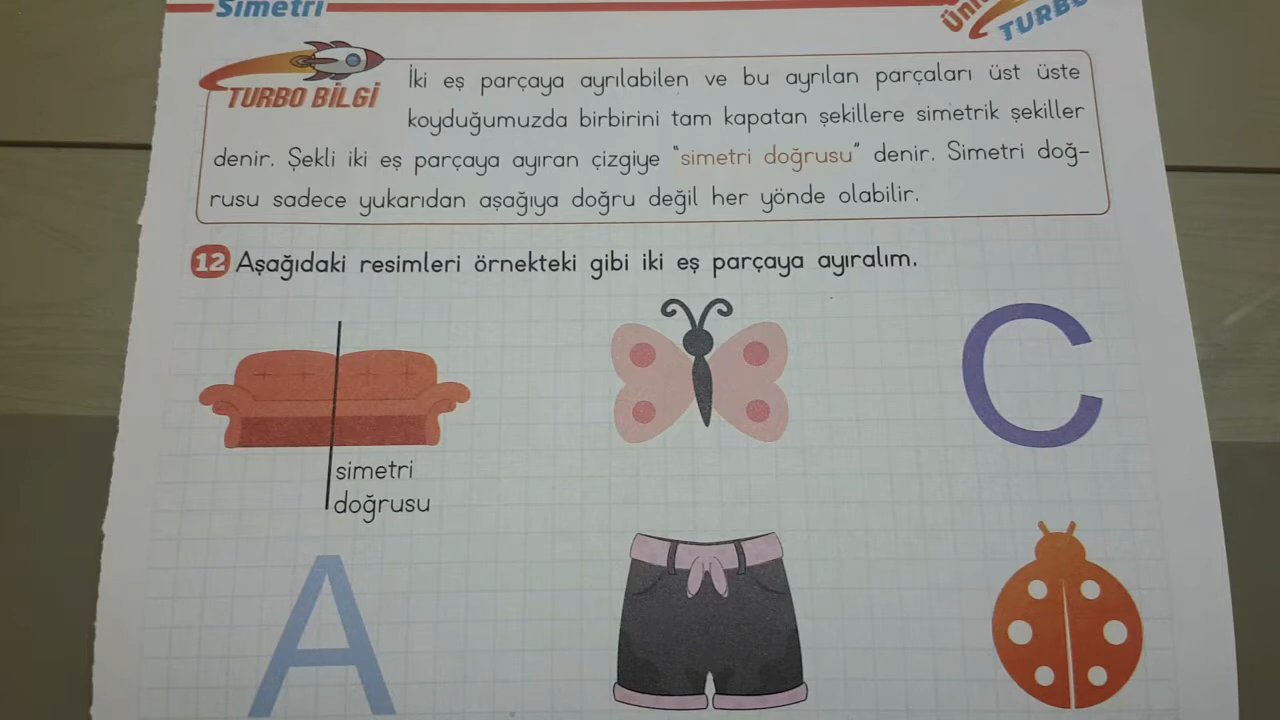 Simetri
TURBO
TURBO BİLGİ
İki eş parçaya ayrılabilen ve bu ayrılan parçaları üst üste
koyduğumuzda birbirini tam kapatan şekillere simetrik şekiller
denir. Şekli iki eş parçaya ayıran çizgiye "simetri doğrusu" denir. Simetri doğ-
rusu sadece yukarıdan aşağıya doğru değil her yönde olabilir.
12 Aşağıdaki resimleri örnekteki gibi iki eş parçaya ayıralım.
C
simetri
doğrusu
A